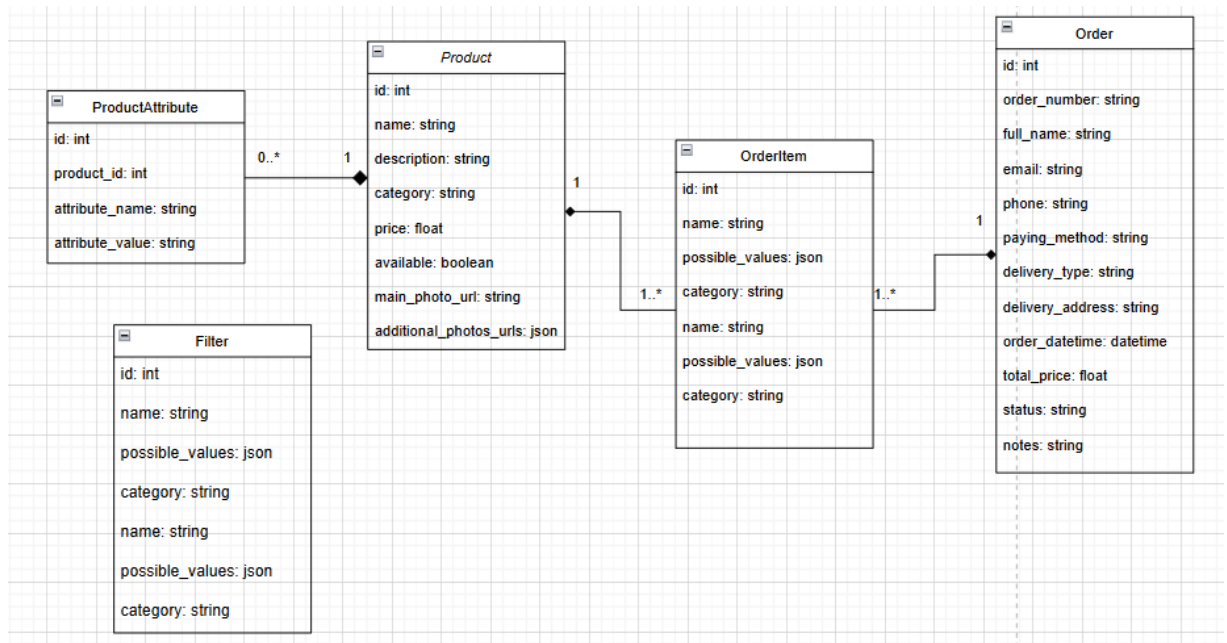 ProductAttribute
id: int
product_id: int
attribute_name: string
attribute_value: string
0..*
1
Product
id: int
name: string
description: string
category: string
price: float
available: boolean
main_photo_url: string
additional_photos_urls: json
1
1..*
OrderItem
id: int
name: string
possible_values: json
category: string
name: string
possible_values: json
category: string
1..*
1
Order
id: int
order_number: string
full_name: string
email: string
phone: string
paying_method: string
delivery_type: string
delivery_address: string
order_datetime: datetime
total_price: float
status: string
notes: string
Filter
id: int
name: string
possible_values: json
category: string
name: string
possible_values: json
category: string